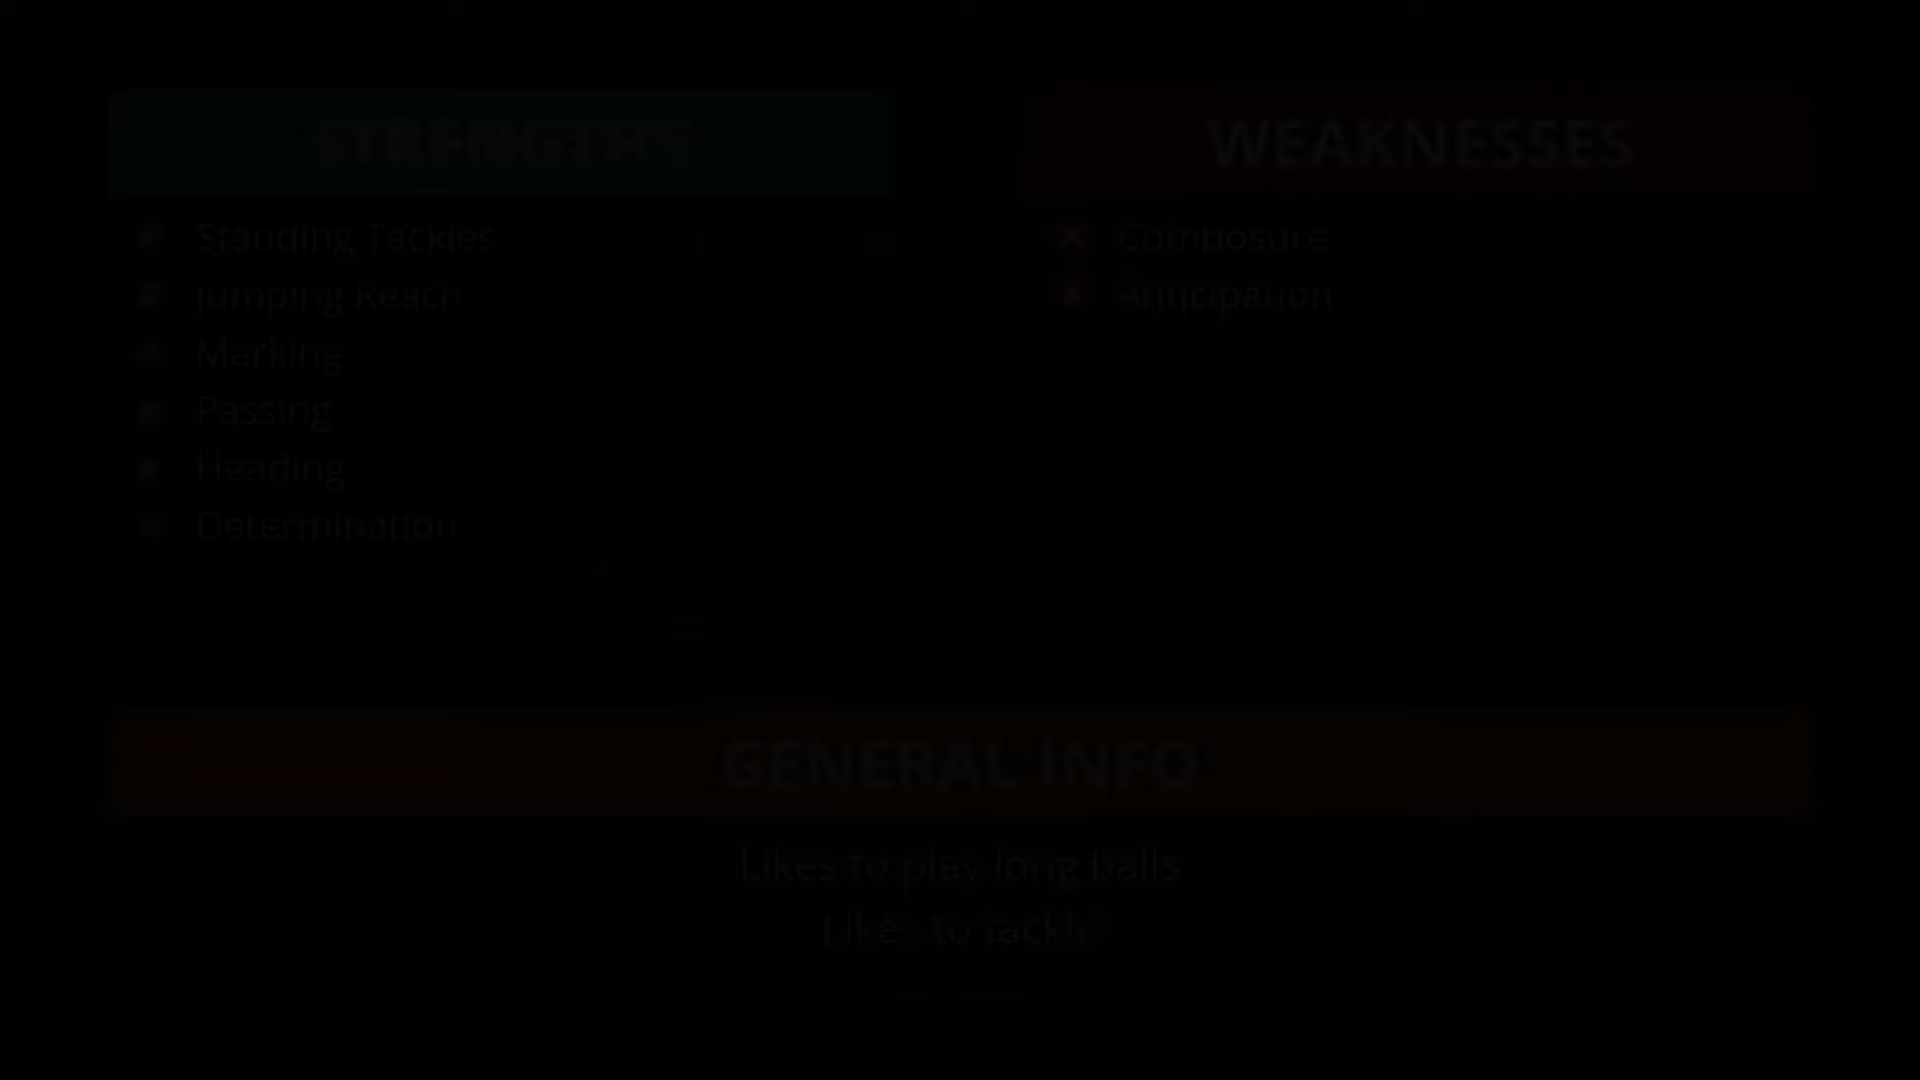 STRENGTHS
Standing Tackles
Jumping Reach
Marking
Passing
Heading
Determination
WEAKNESSES
Composure
Anticipation
GENERAL INFO
Likes to play long balls
Likes to tackle